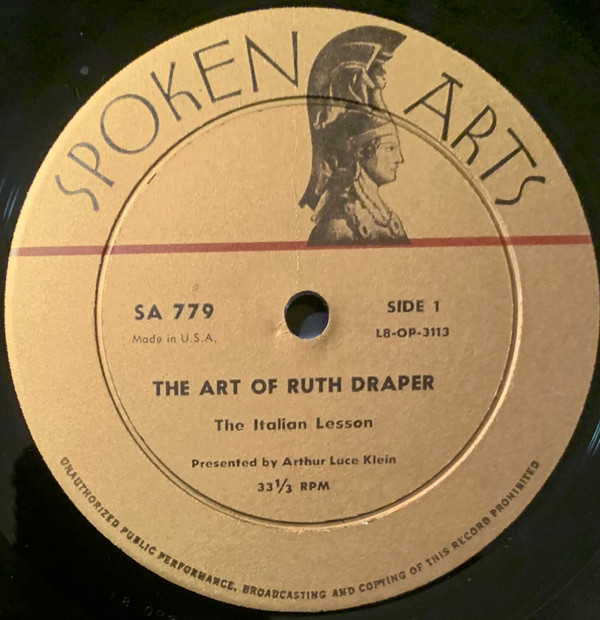 SPOKEN ARTS
SA 779
Made in U.S.A.
SIDE 1
L8-OP-3113
THE ART OF RUTH DRAPER
The Italian Lesson
Presented by Arthur Luce Klein
33⅓ RPM
UNAUTHORIZED PUBLIC PERFORMANCE, BROADCASTING AND COPYING OF THIS RECORD PROHIBITED